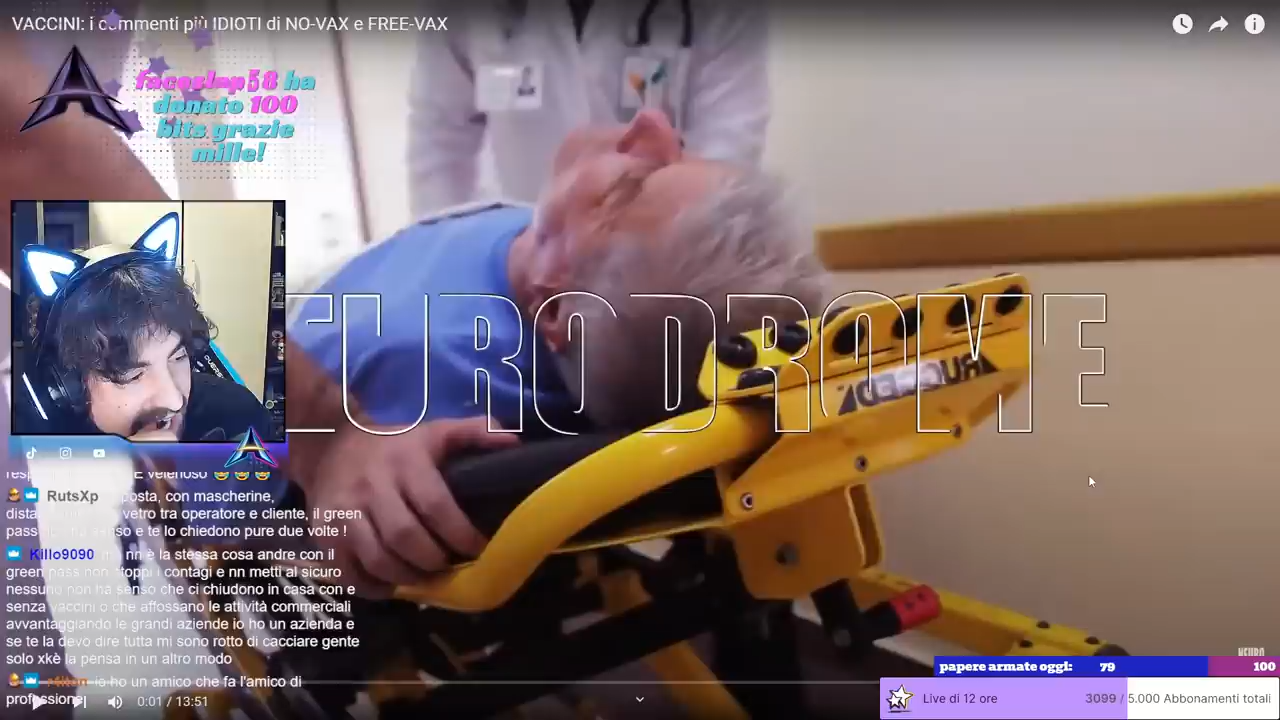 VACCINI: i commenti più IDIOTI di NO-VAX e FREE-VAX
faceslap58 ha
donato 100
bits grazie
mille!
EURODROME
È velenoso
RutsXp posta, con mascherine,
vetro tra operatore e cliente, il green
e te lo chiedono pure due volte !
Killo9090 nn è la stessa cosa andre con il
green pass non stoppi i contagi e nn metti al sicuro
nessuno non ha senso che ci chiudono in casa con e
senza vaccini o che affossano le attività commerciali
avvantaggiando le grandi aziende io ho un azienda e
se te la devo dire tutta mi sono rotto di cacciare gente
solo xkè la pensa in un altro modo
io ho un amico che fa l'amico di
professione
0:01 / 13:51
papere armate oggi: 79 100
Live di 12 ore 3099 / 5.000 Abbonamenti totali